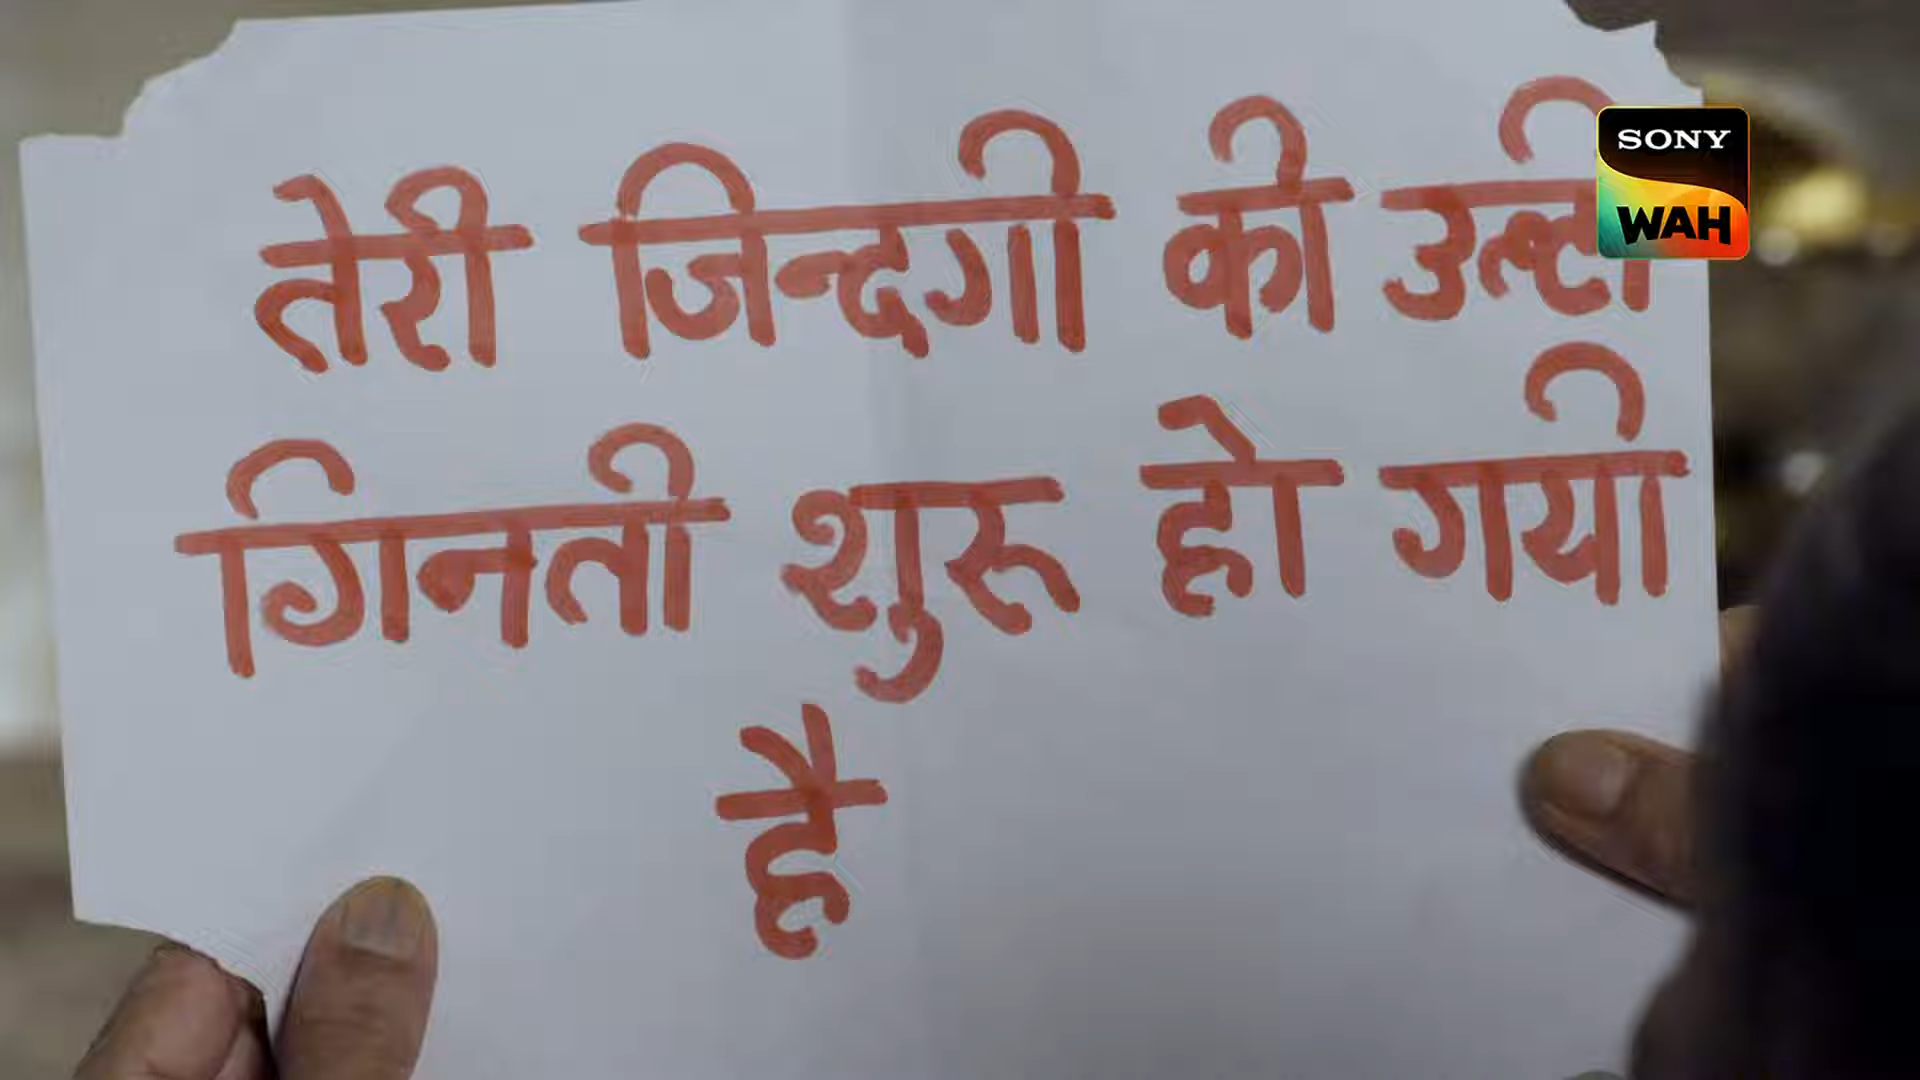 तेरी जिन्दगी की उल्टी
गिनती शुरू हो गयी
है
SONY
WAH